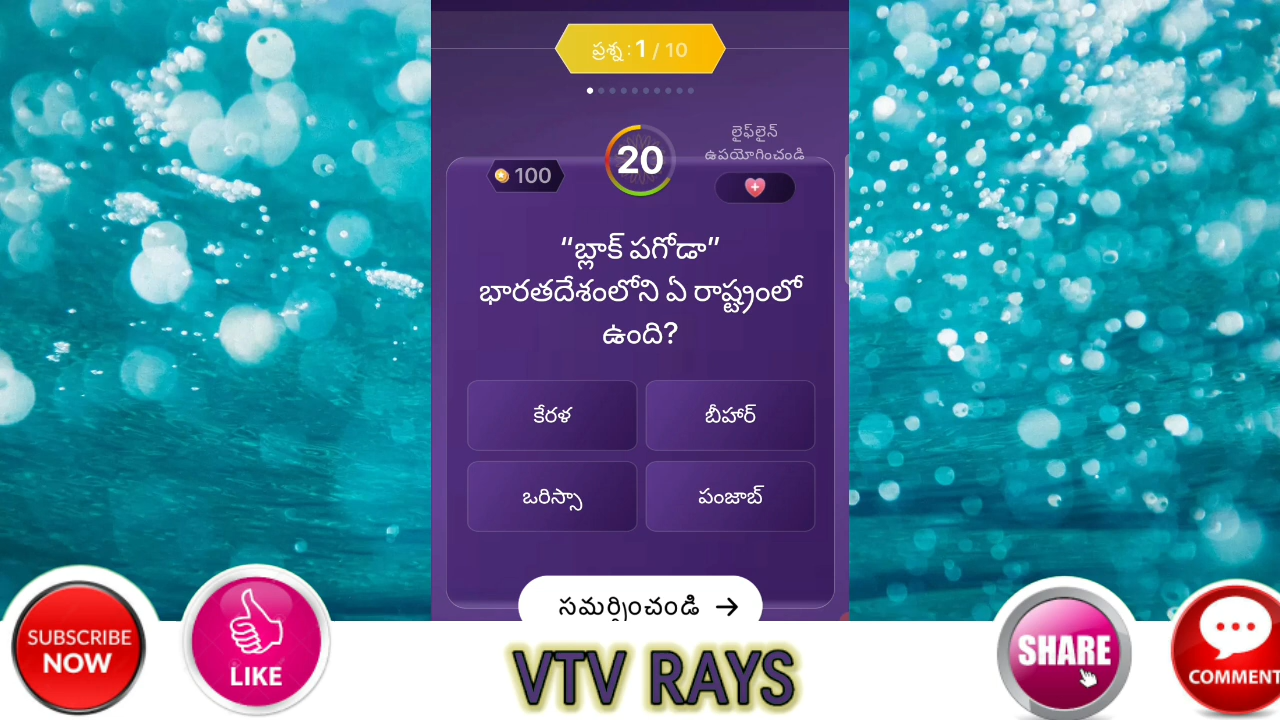 ప్రశ్న : 1 / 10
లైఫ్‌లైన్
ఉపయోగించండి
100
20
“బ్లాక్ పగోడా”
భారతదేశంలోని ఏ రాష్ట్రంలో
ఉంది?
కేరళ
బీహార్
ఒరిస్సా
పంజాబ్
సమర్పించండి →
SUBSCRIBE
NOW
LIKE
VTV RAYS
SHARE
COMMENT